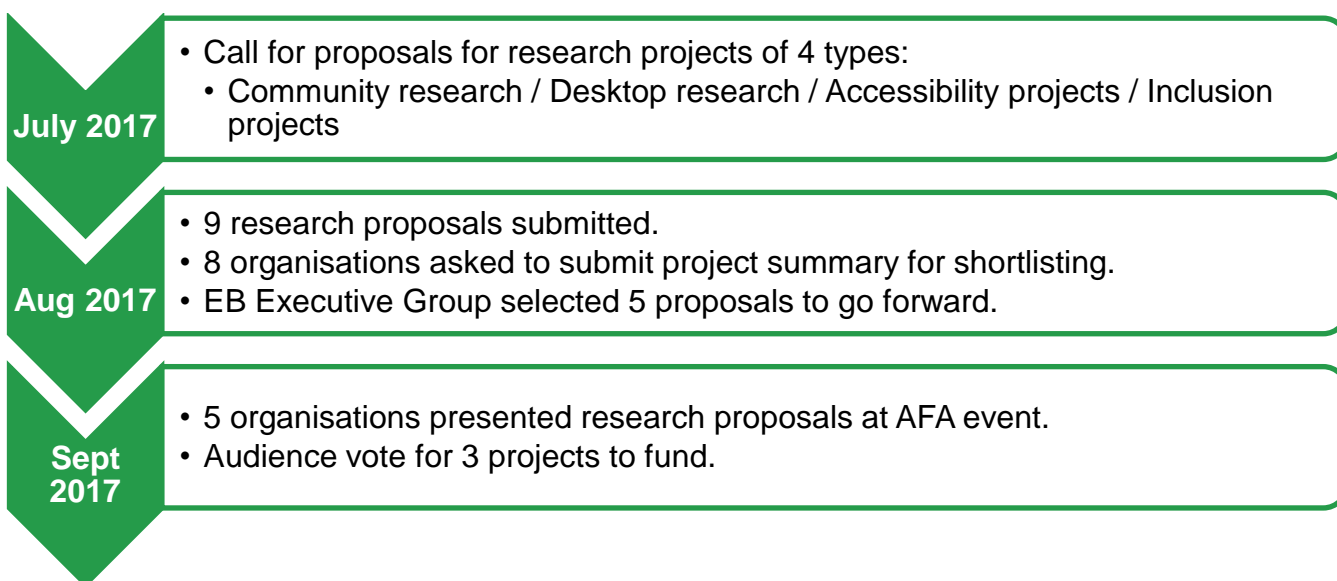 July 2017
• Call for proposals for research projects of 4 types:
• Community research / Desktop research / Accessibility projects / Inclusion
projects
Aug 2017
• 9 research proposals submitted.
• 8 organisations asked to submit project summary for shortlisting.
• EB Executive Group selected 5 proposals to go forward.
Sept
2017
• 5 organisations presented research proposals at AFA event.
• Audience vote for 3 projects to fund.